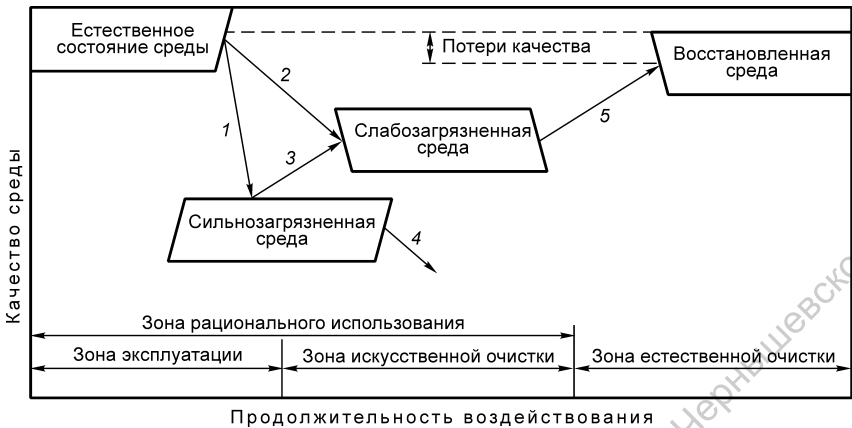 Естественное
состояние среды
Потери качества
Восстановленная
среда
2
1
5
Слабозагрязненная
среда
3
Сильнозагрязненная
среда
4
Качество среды
Зона рационального использования
Зона эксплуатации
Зона искусственной очистки
Зона естественной очистки
Продолжительность воздействования
Чернышевско